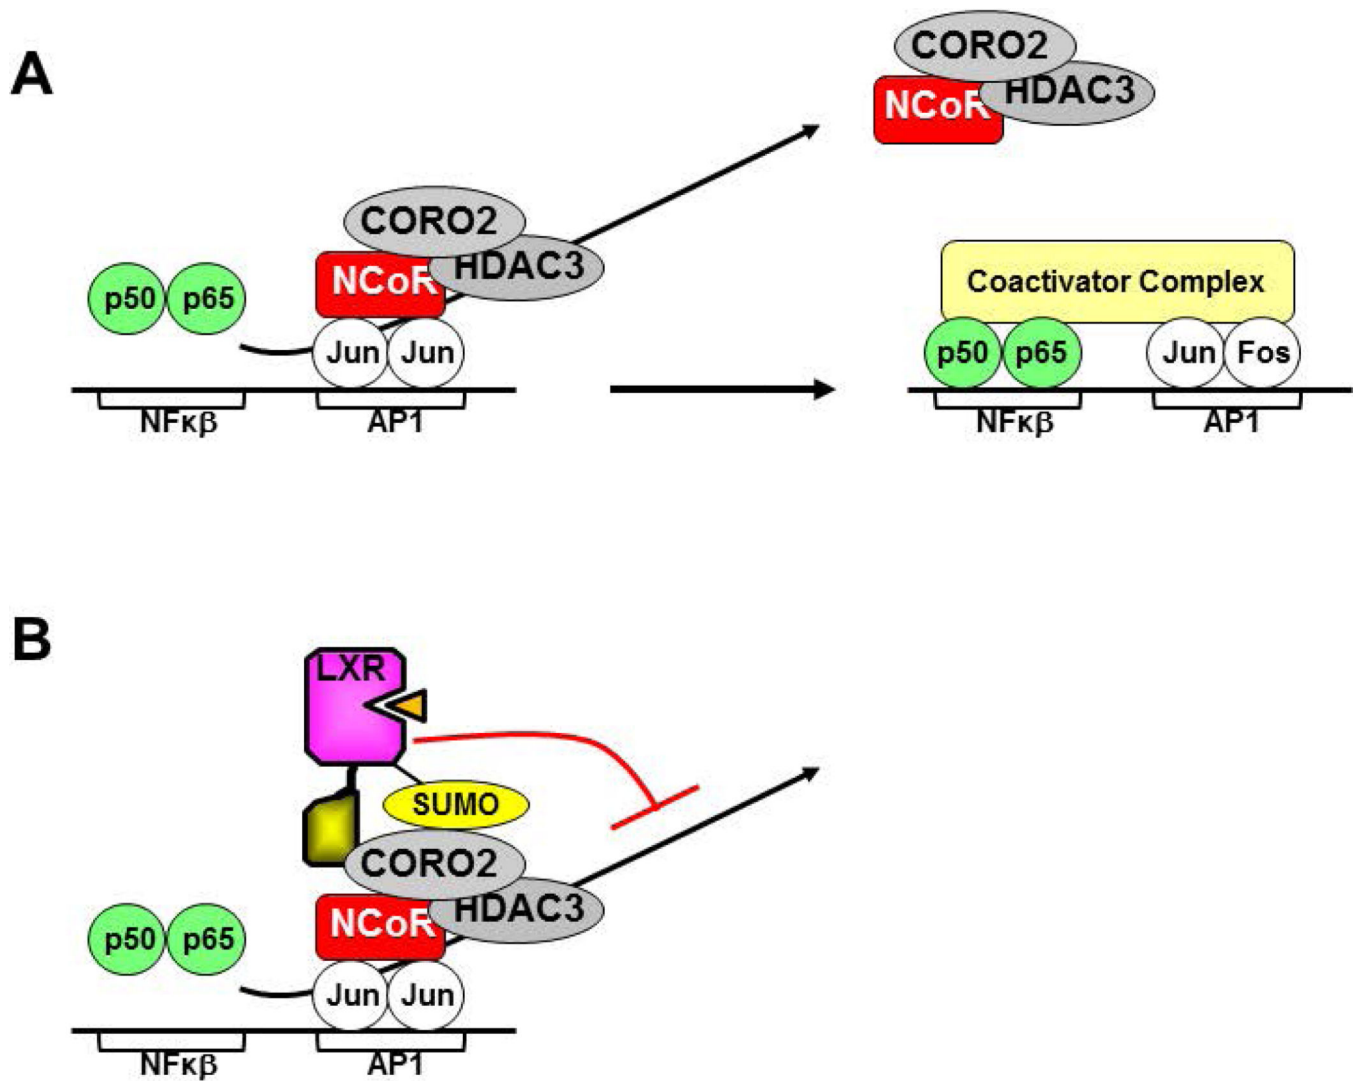 A
CORO2
HDAC3
NCoR
CORO2
HDAC3
NCoR
p50
p65
Jun
Jun
NFκβ
AP1
Coactivator Complex
p50
p65
Jun
Fos
NFκβ
AP1
B
LXR
SUMO
CORO2
HDAC3
NCoR
p50
p65
Jun
Jun
NFκβ
AP1